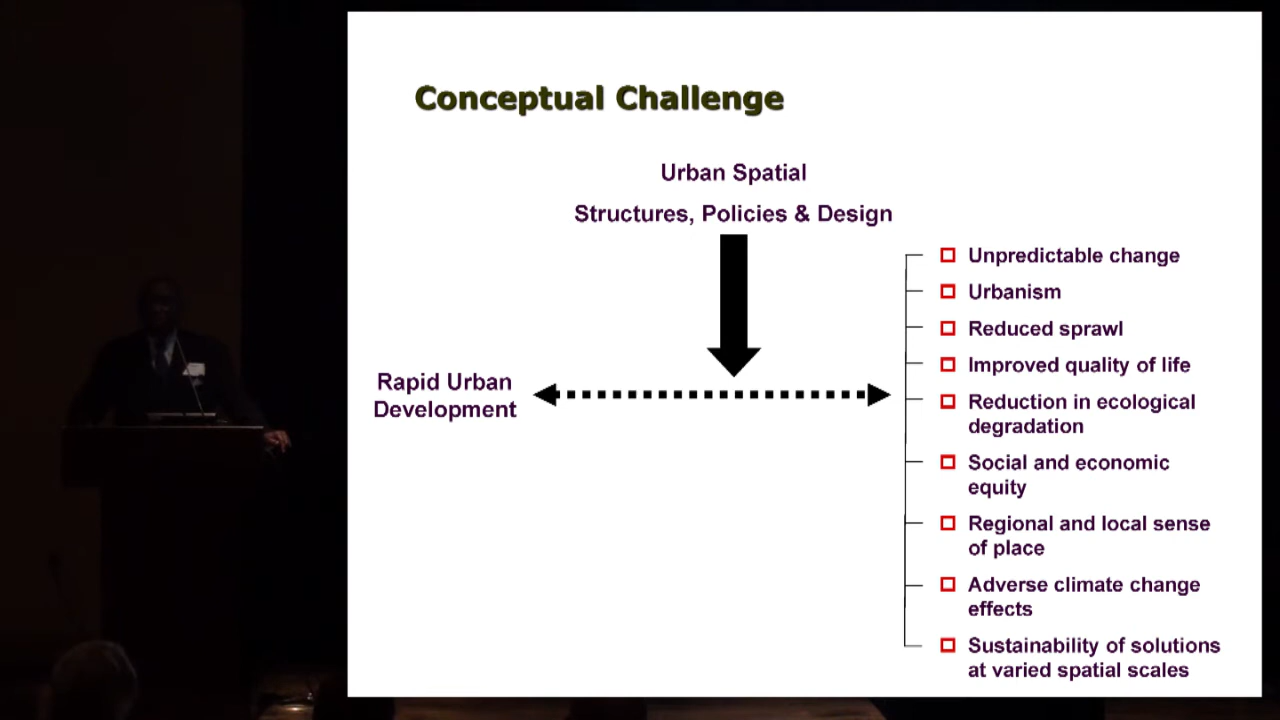 Conceptual Challenge
Urban Spatial
Structures, Policies & Design
Rapid Urban
Development
Unpredictable change
Urbanism
Reduced sprawl
Improved quality of life
Reduction in ecological
degradation
Social and economic
equity
Regional and local sense
of place
Adverse climate change
effects
Sustainability of solutions
at varied spatial scales